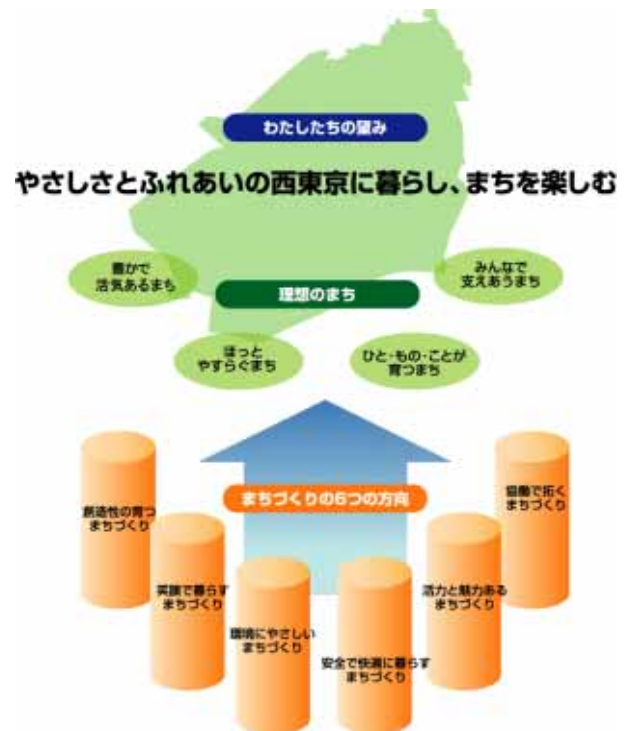 わたしたちの望み
やさしさとふれあいの西東京に暮らし、まちを楽しむ
豊かで
活気あるまち
みんなで
支えあうまち
理想のまち
ほっと
やすらぐまち
ひと・もの・ことが
育つまち
まちづくりの6つの方向
創造性の育つ
まちづくり
笑顔で暮らす
まちづくり
環境にやさしい
まちづくり
安全で快適に暮らす
まちづくり
活力と魅力ある
まちづくり
協働で拓く
まちづくり